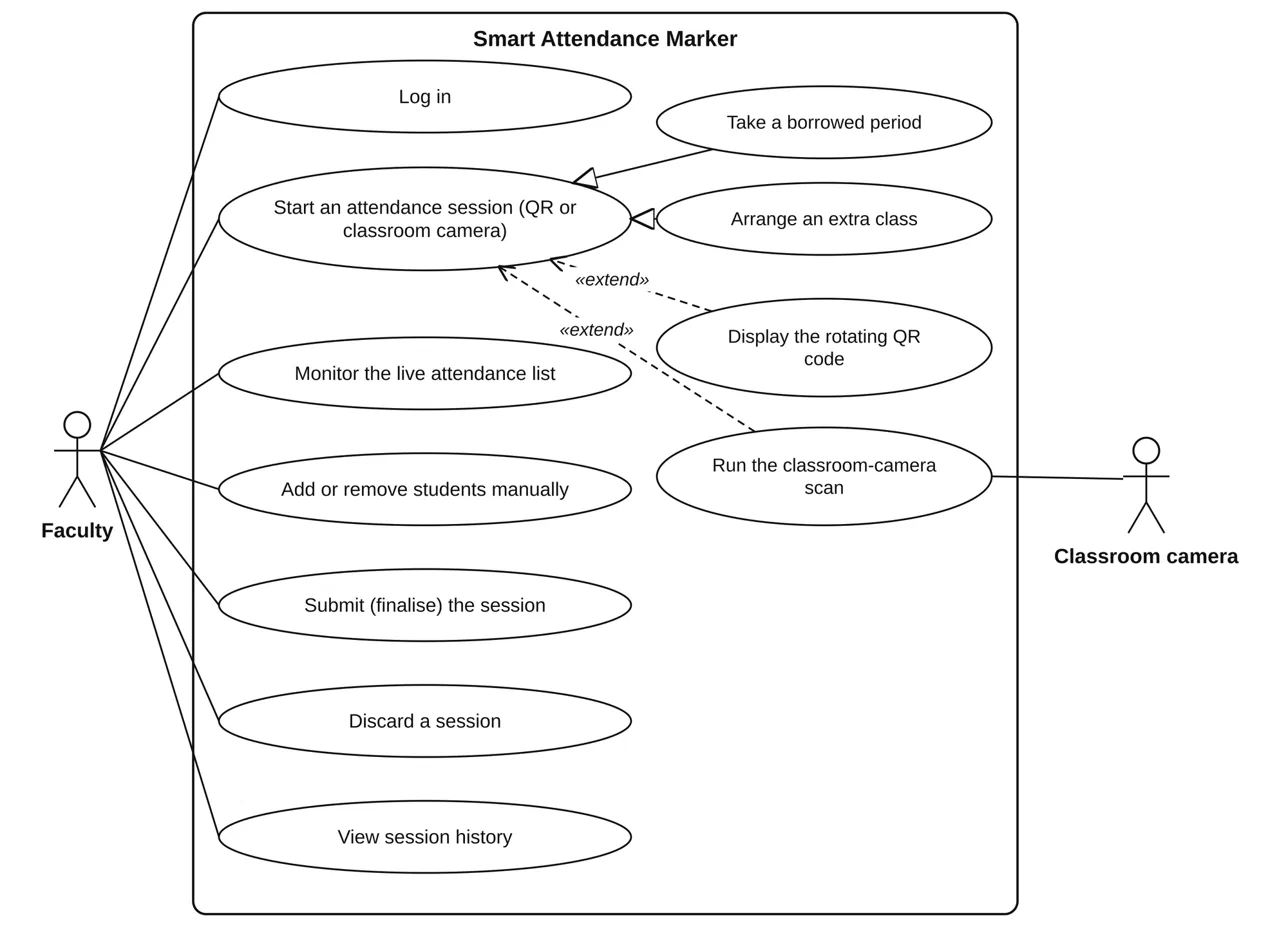 Smart Attendance Marker
Log in
Take a borrowed period
Start an attendance session (QR or
classroom camera)
Arrange an extra class
«extend»
«extend»
Display the rotating QR
code
Monitor the live attendance list
Run the classroom-camera
scan
Add or remove students manually
Faculty
Classroom camera
Submit (finalise) the session
Discard a session
View session history